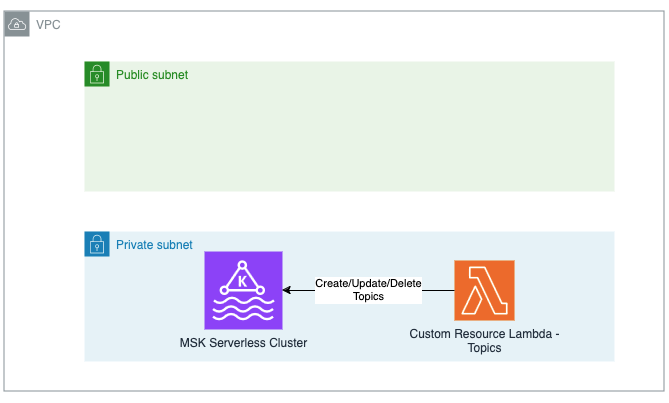 VPC
Public subnet
Private subnet
K
Create/Update/Delete
Topics
MSK Serverless Cluster
Custom Resource Lambda -
Topics